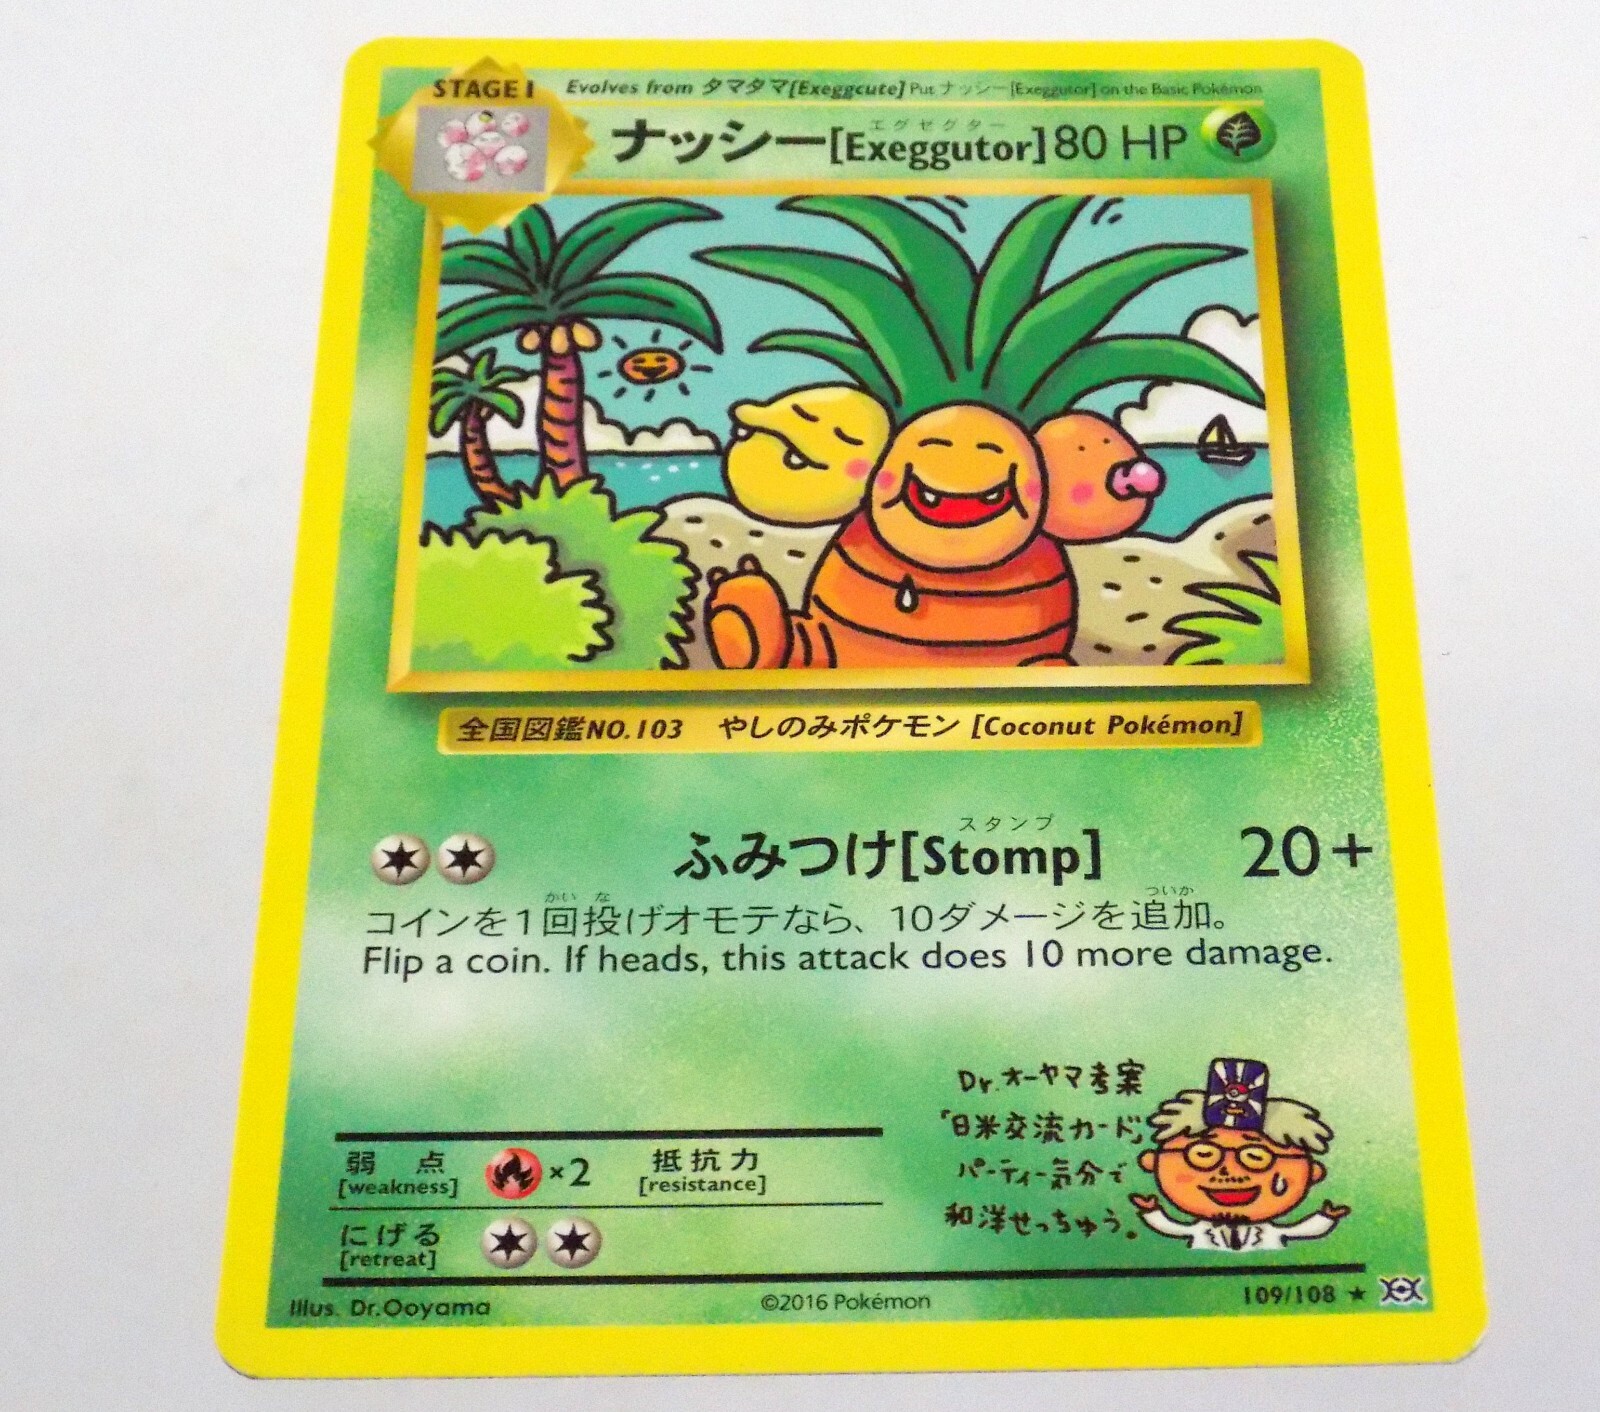 STAGE 1 Evolves from タマタマ[Exeggcute] Put ナッシー[Exeggutor] on the Basic Pokémon
エグゼグター
ナッシー[Exeggutor] 80 HP
全国図鑑NO.103 やしのみポケモン [Coconut Pokémon]
スタンプ
ふみつけ[Stomp] 20+
かい な ついか
コインを1回投げオモテなら、10ダメージを追加。
Flip a coin. If heads, this attack does 10 more damage.
Dr.オーヤマ考案
「日米交流カード」
パーティー気分で
和洋せっちゅう。
弱点 ×2 抵抗力
[weakness] [resistance]
にげる
[retreat]
Illus. Dr.Ooyama ©2016 Pokémon 109/108 ★